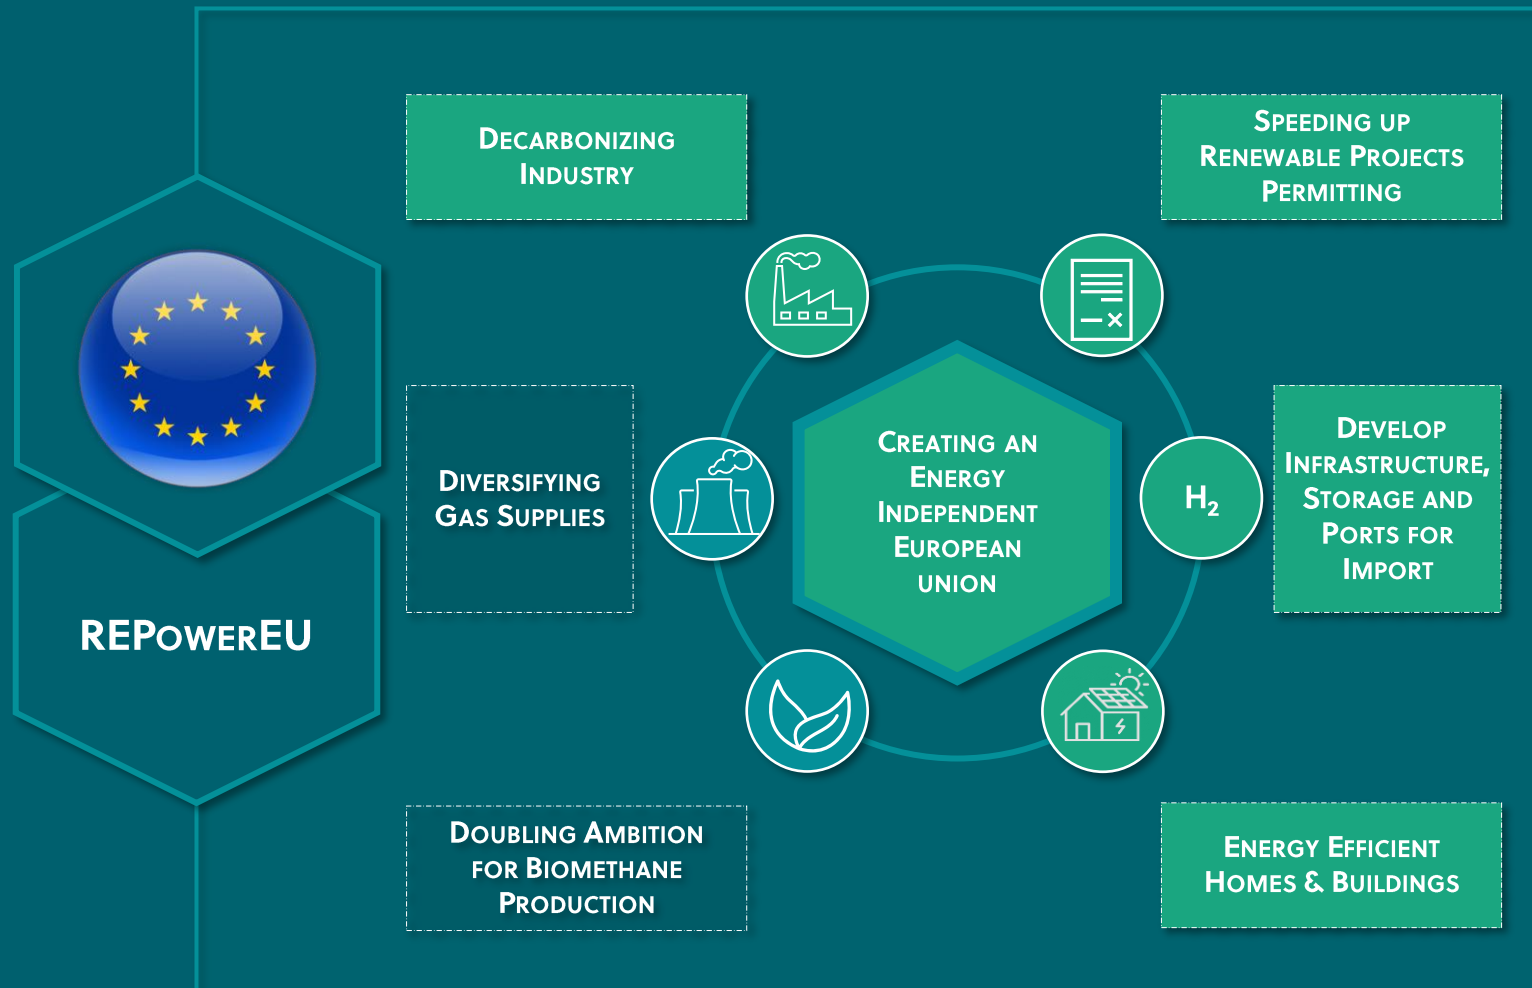 REPowerEU
Decarbonizing
Industry
Speeding up
Renewable Projects
Permitting
Diversifying
Gas Supplies
Creating an
Energy
Independent
European
union
H₂
Develop
Infrastructure,
Storage and
Ports for
Import
Doubling Ambition
for Biomethane
Production
Energy Efficient
Homes & Buildings